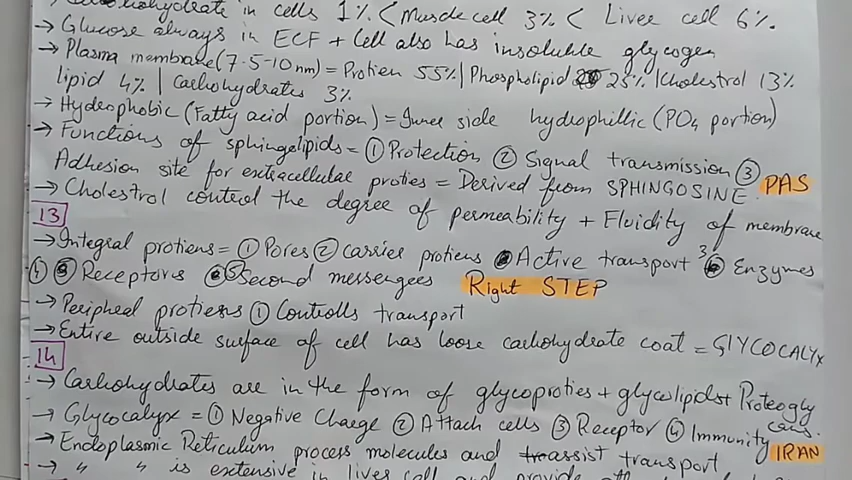 Carbohydrate in cells 1% < Muscle cell 3% < Liver cell 6%.
→ Glucose always in ECF + Cell also has insoluble glycogen
→ Plasma membrane (7.5-10nm) = Protien 55% | Phospholipid 25% | Cholestrol 13%
lipid 4% | Carbohydrates 3%
→ Hydrophobic (Fatty acid portion) = Inner side hydrophillic (PO4 portion)
→ Functions of sphingolipids = ① Protection ② Signal transmission ③
Adhesion site for extracellular proties = Derived from SPHINGOSINE. PAS
→ Cholestrol control the degree of permeability + Fluidity of membrane
13
→ Integral protiens = ① Pores ② carrier protiens Active transport 3 Enzymes
④ Receptors ⑤ Second messengers Right STEP
→ Peripheral protiens ① Controlls transport
→ Entire outside surface of cell has loose carbohydrate coat = GLYCOCALYX
14
→ Carbohydrates are in the form of glycoproties + glycolipids + Proteogly
cans.
→ Glycocalyx = ① Negative Charge ② Attach cells ③ Receptor ④ Immunity IRAN
→ Endoplasmic Reticulum process molecules and assist transport
→ " " is extensive in liver cell and provide